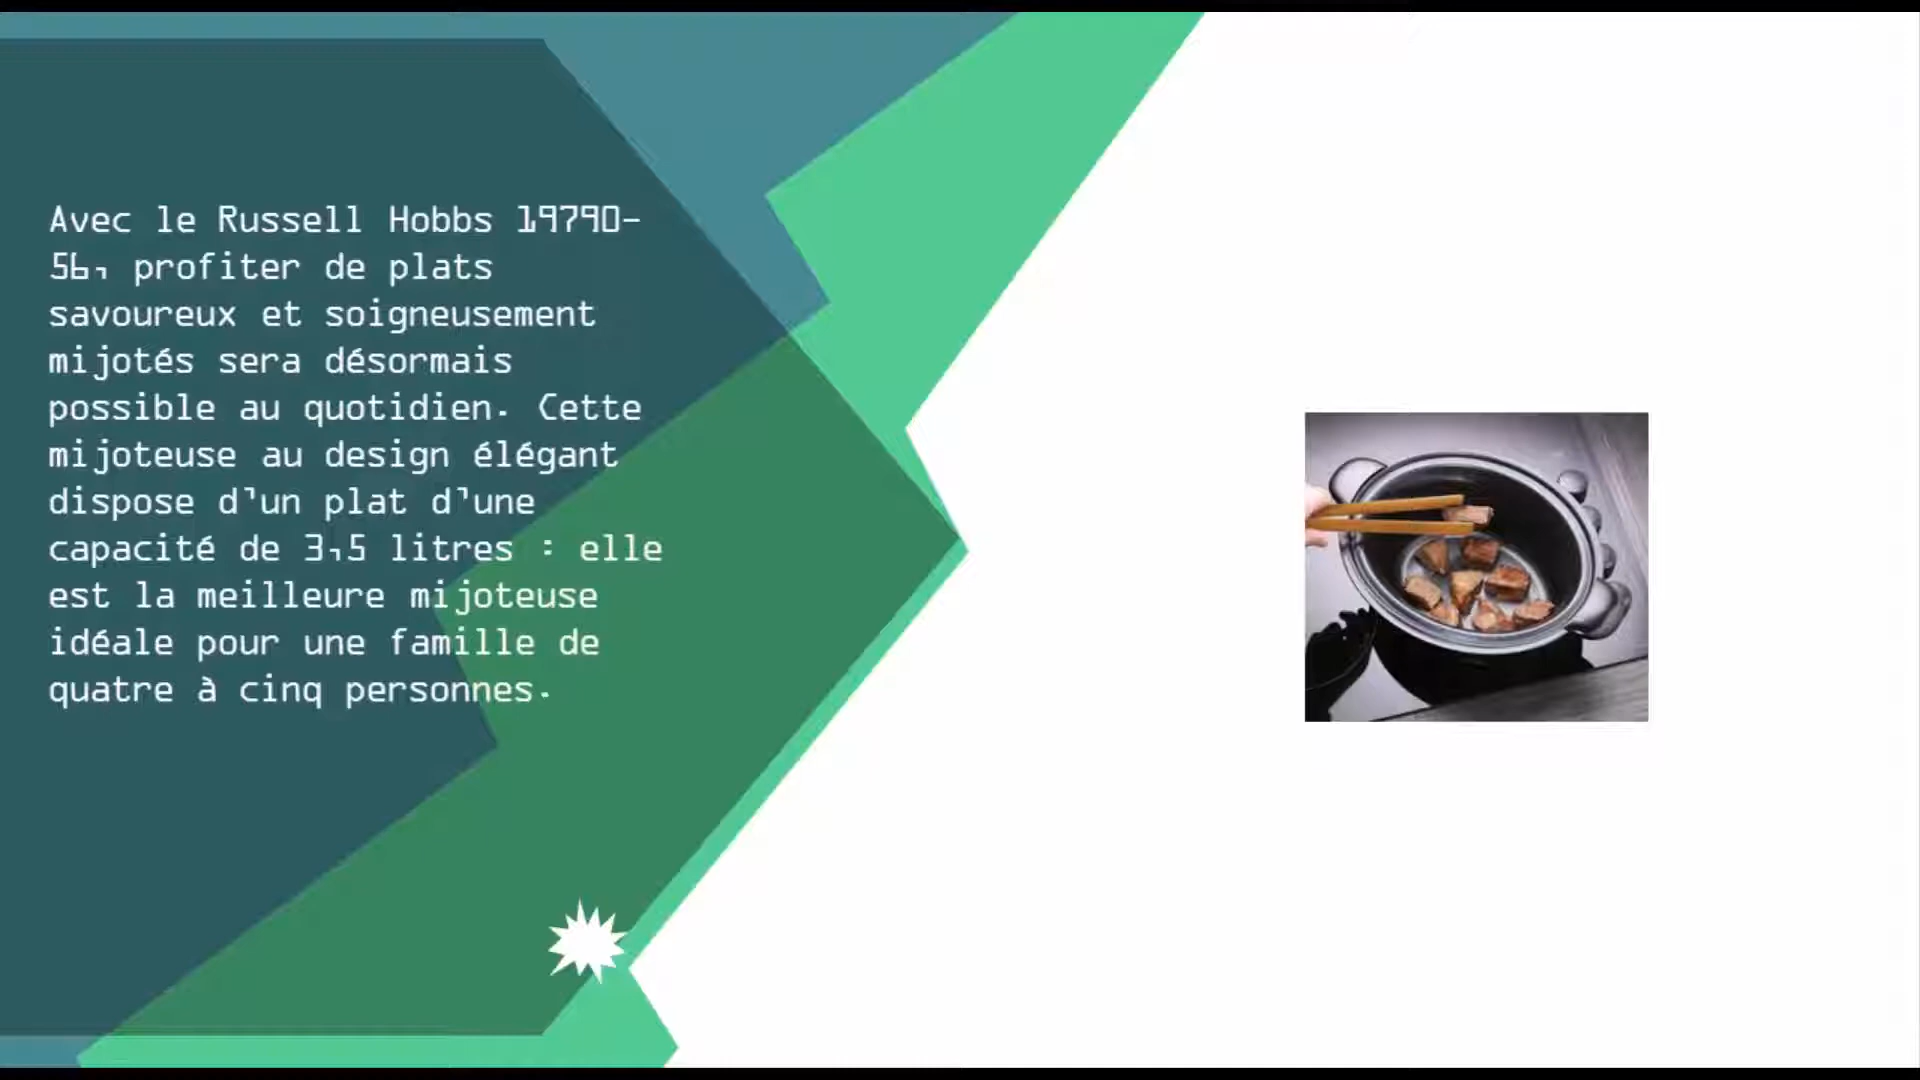 Avec le Russell Hobbs 19790-
56, profiter de plats
savoureux et soigneusement
mijotés sera désormais
possible au quotidien. Cette
mijoteuse au design élégant
dispose d'un plat d'une
capacité de 3,5 litres : elle
est la meilleure mijoteuse
idéale pour une famille de
quatre à cinq personnes.